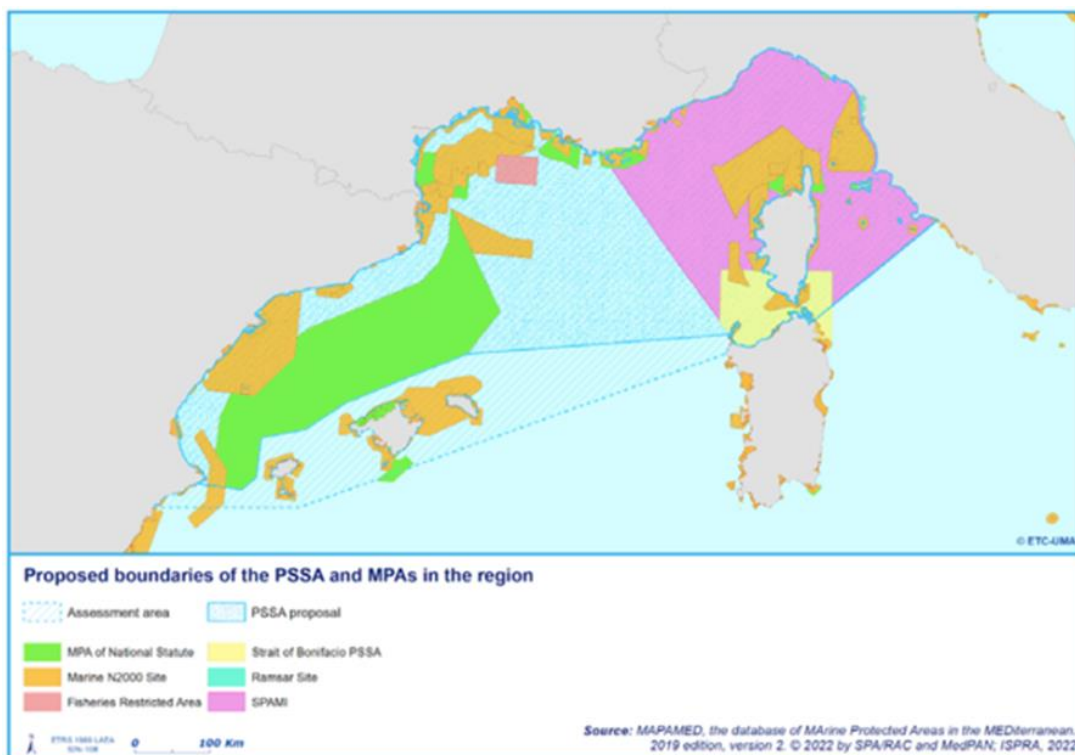 © ETC-UMA
Proposed boundaries of the PSSA and MPAs in the region
Assessment area
PSSA proposal
MPA of National Statute
Strait of Bonifacio PSSA
Marine N2000 Site
Ramsar Site
Fisheries Restricted Area
SPAMI
ETRS 1989 LAEA
0 100 Km
Source: MAPAMED, the database of MArine Protected Areas in the MEDiterranean.
2019 edition, version 2. © 2022 by SPA/RAC and MedPAN; ISPRA,